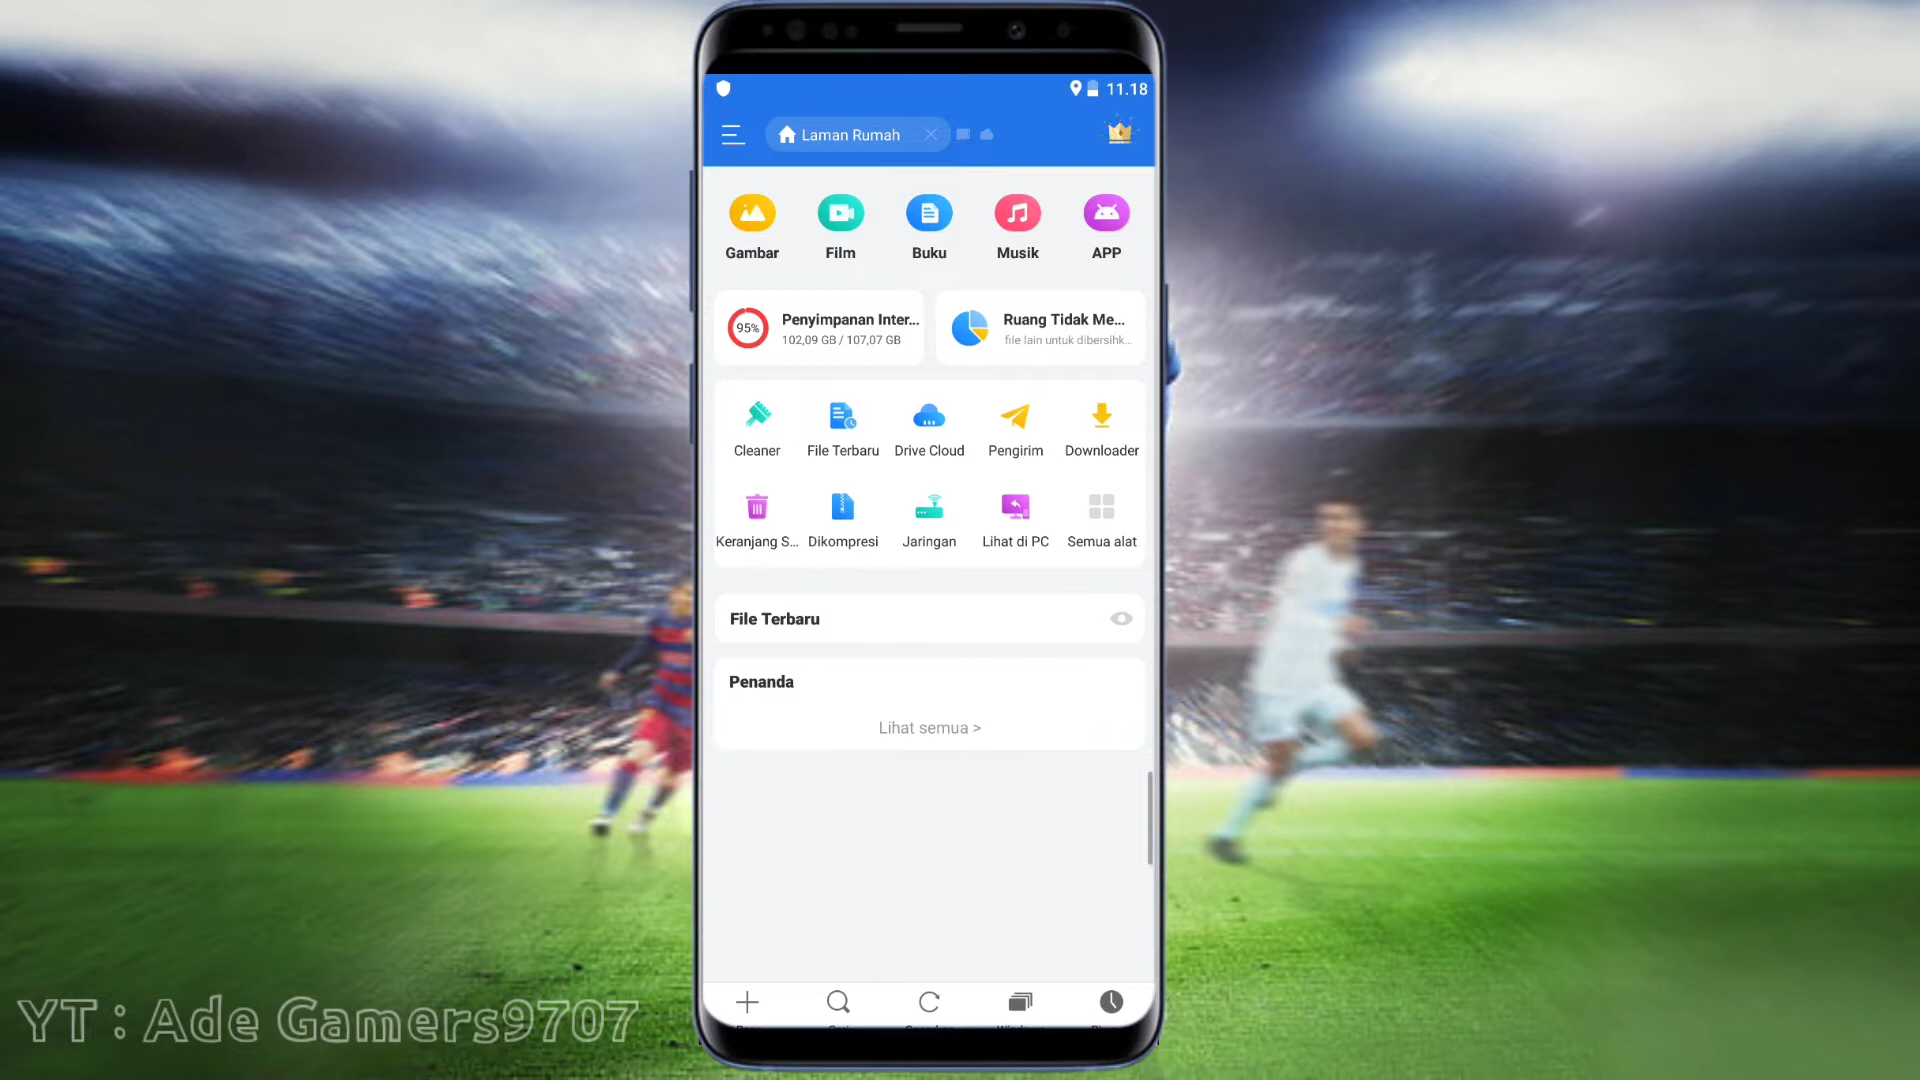 11.18
Laman Rumah
Gambar
Film
Buku
Musik
APP
95%
Penyimpanan Inter...
102,09 GB / 107,07 GB
Ruang Tidak Me...
file lain untuk dibersihk...
Cleaner
File Terbaru
Drive Cloud
Pengirim
Downloader
Keranjang S...
Dikompresi
Jaringan
Lihat di PC
Semua alat
File Terbaru
Penanda
Lihat semua >
YT : Ade Gamers9707